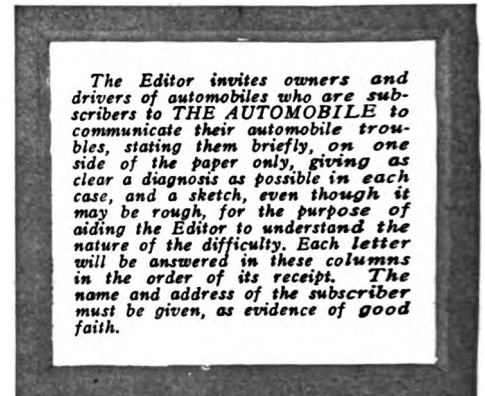 The Editor invites owners and
drivers of automobiles who are sub-
scribers to THE AUTOMOBILE to
communicate their automobile trou-
bles, stating them briefly, on one
side of the paper only, giving as
clear a diagnosis as possible in each
case, and a sketch, even though it
may be rough, for the purpose of
aiding the Editor to understand the
nature of the difficulty. Each letter
will be answered in these columns
in the order of its receipt. The
name and address of the subscriber
must be given, as evidence of good
faith.